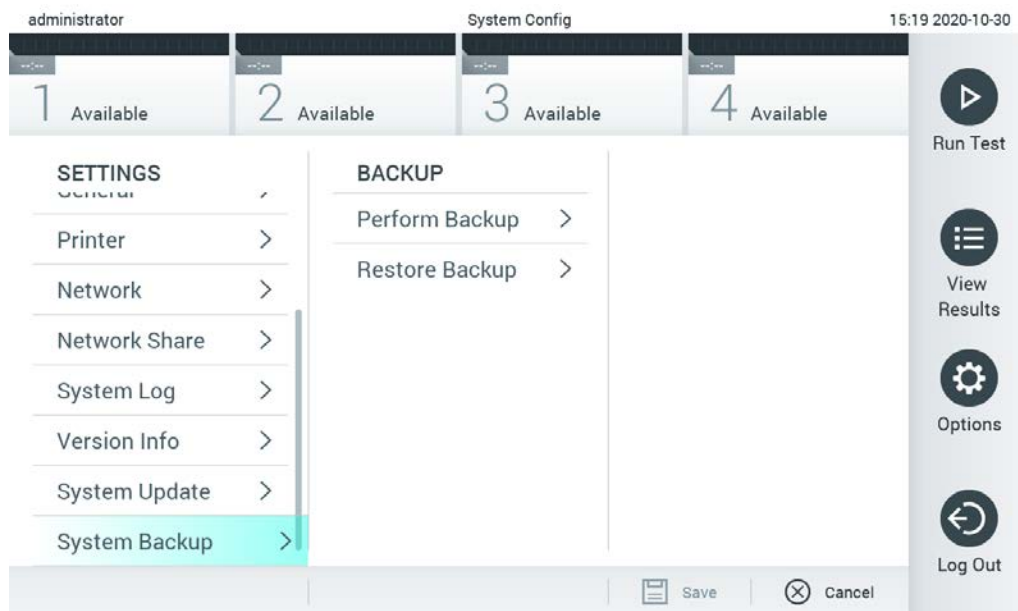 administrator
System Config
15:19 2020-10-30
--:--
1 Available
--:--
2 Available
--:--
3 Available
--:--
4 Available
SETTINGS
General
Printer
Network
Network Share
System Log
Version Info
System Update
System Backup
BACKUP
Perform Backup
Restore Backup
Run Test
View
Results
Options
Log Out
Save
Cancel